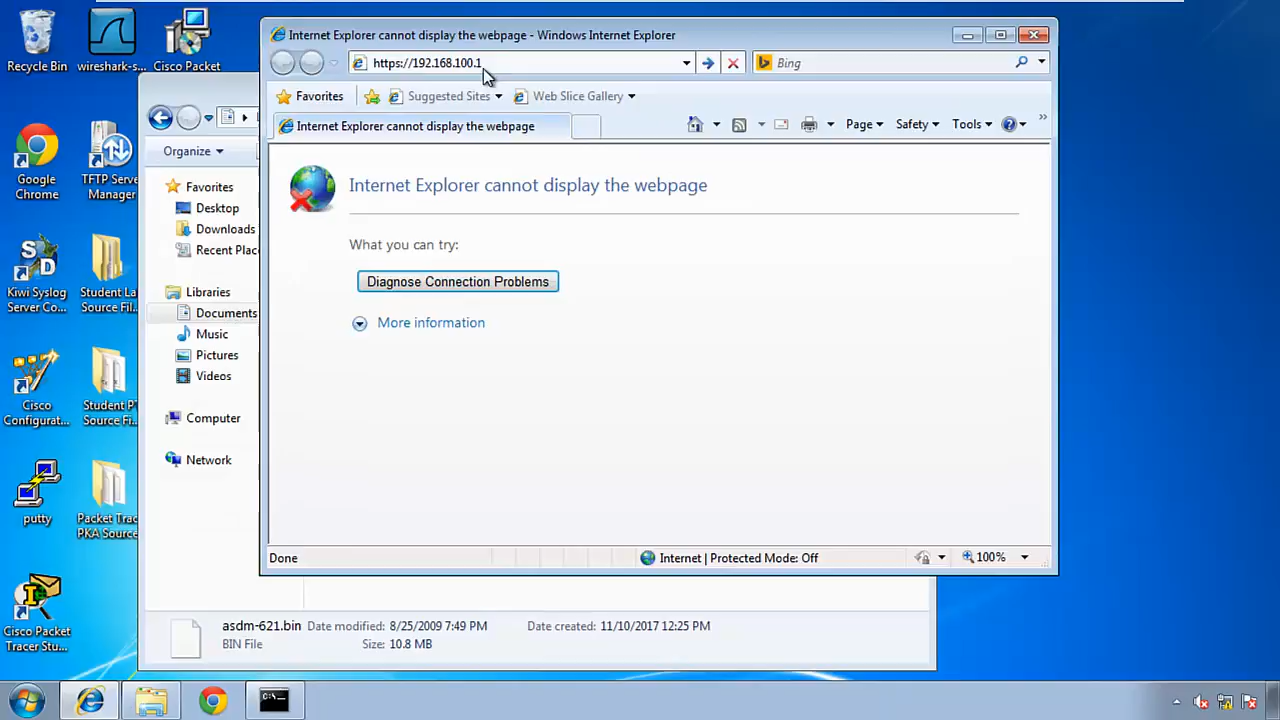 Recycle Bin
wireshark-s...
Cisco Packet
Google Chrome
TFTP Serve Manager
Kiwi Syslog Server Co...
Student La Source Fil...
Cisco Configurat...
Student PT Source Fi...
putty
Packet Trac PKA Source
Cisco Packet Tracer Stu...
Internet Explorer cannot display the webpage - Windows Internet Explorer
https://192.168.100.1
Bing
Favorites
Suggested Sites
Web Slice Gallery
Internet Explorer cannot display the webpage
Page
Safety
Tools
»
Organize
Favorites
Desktop
Downloads
Recent Plac
Libraries
Documents
Music
Pictures
Videos
Computer
Network
Internet Explorer cannot display the webpage
What you can try:
Diagnose Connection Problems
More information
Done
Internet | Protected Mode: Off
100%
asdm-621.bin Date modified: 8/25/2009 7:49 PM Date created: 11/10/2017 12:25 PM
BIN File Size: 10.8 MB